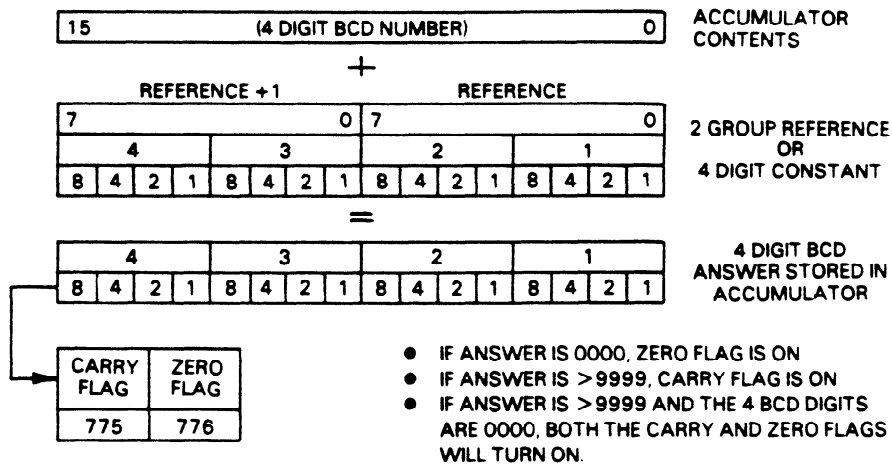 15 (4 DIGIT BCD NUMBER) 0
ACCUMULATOR
CONTENTS
+
REFERENCE +1 REFERENCE
7 0 7 0
4 3 2 1
8 4 2 1 8 4 2 1 8 4 2 1 8 4 2 1
2 GROUP REFERENCE
OR
4 DIGIT CONSTANT
=
4 3 2 1
8 4 2 1 8 4 2 1 8 4 2 1 8 4 2 1
4 DIGIT BCD
ANSWER STORED IN
ACCUMULATOR
CARRY
FLAG
ZERO
FLAG
775 776
● IF ANSWER IS 0000, ZERO FLAG IS ON
● IF ANSWER IS >9999, CARRY FLAG IS ON
● IF ANSWER IS >9999 AND THE 4 BCD DIGITS
ARE 0000, BOTH THE CARRY AND ZERO FLAGS
WILL TURN ON.